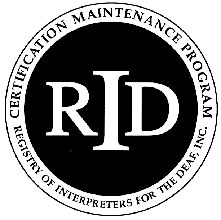 CERTIFICATION MAINTENANCE PROGRAM
RID
REGISTRY OF INTERPRETERS FOR THE DEAF, INC.